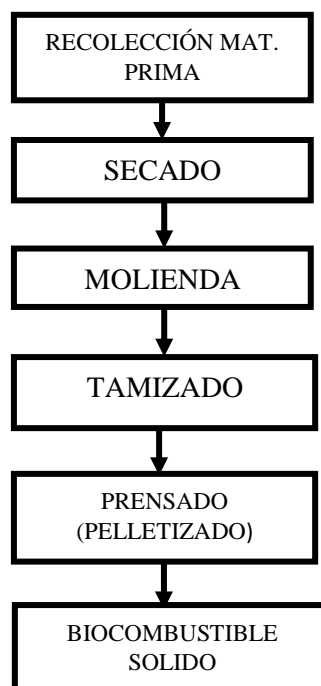 RECOLECCIÓN MAT.
PRIMA
SECADO
MOLIENDA
TAMIZADO
PRENSADO
(PELLETIZADO)
BIOCOMBUSTIBLE
SOLIDO